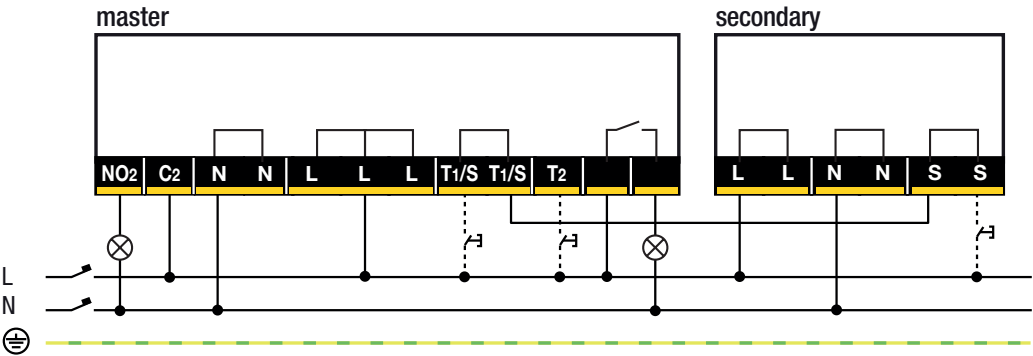 master secondary
NO2 C2 N N L L L T1/S T1/S T2 L L N N S S
L
N